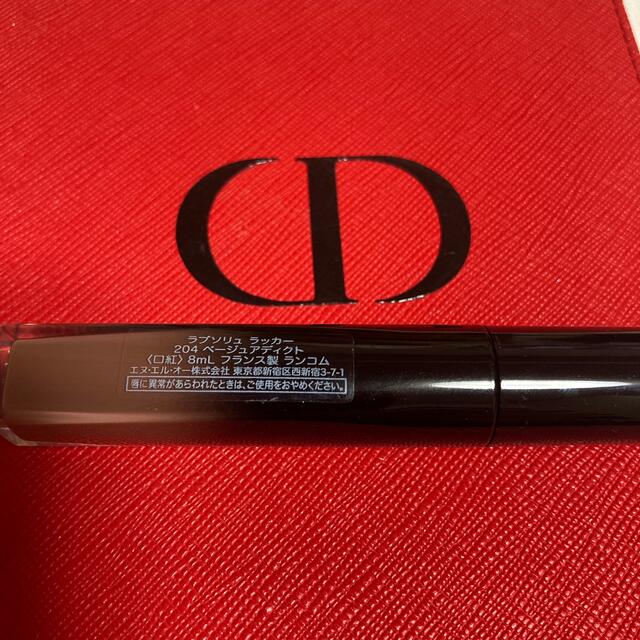 CD
ラプソリュ ラッカー
204 ベージュアディクト
〈口紅〉8mL フランス製 ランコム
エヌ・エル・オー株式会社 東京都新宿区西新宿3-7-1
唇に異常があらわれたときは、ご使用をおやめください。